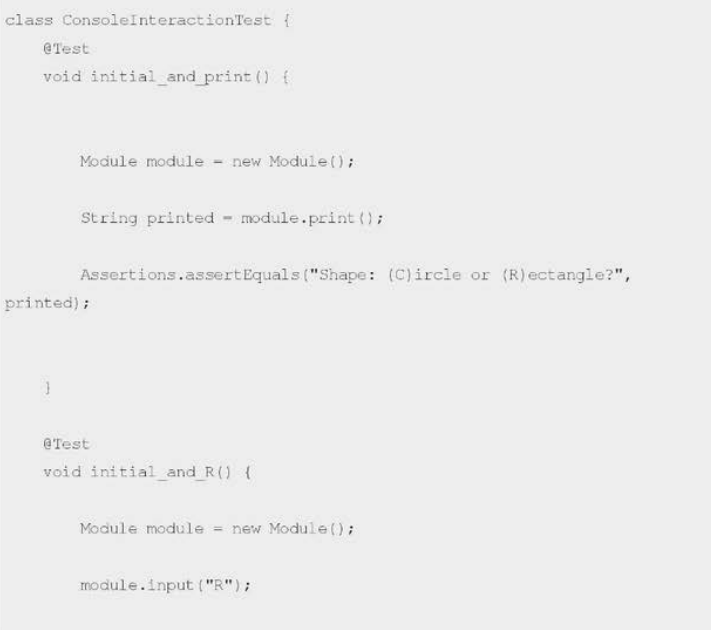 class ConsoleInteractionTest {
@Test
void initial_and_print() {
Module module = new Module();
String printed = module.print();
Assertions.assertEquals("Shape: (C)ircle or (R)ectangle?",
printed);
}
@Test
void initial_and_R() {
Module module = new Module();
module.input("R");